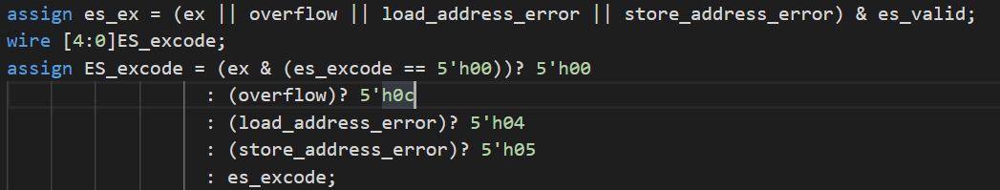 assign es_ex = (ex || overflow || load_address_error || store_address_error) & es_valid;
wire [4:0]ES_excode;
assign ES_excode = (ex & (es_excode == 5'h00))? 5'h00
: (overflow)? 5'h0c
: (load_address_error)? 5'h04
: (store_address_error)? 5'h05
: es_excode;